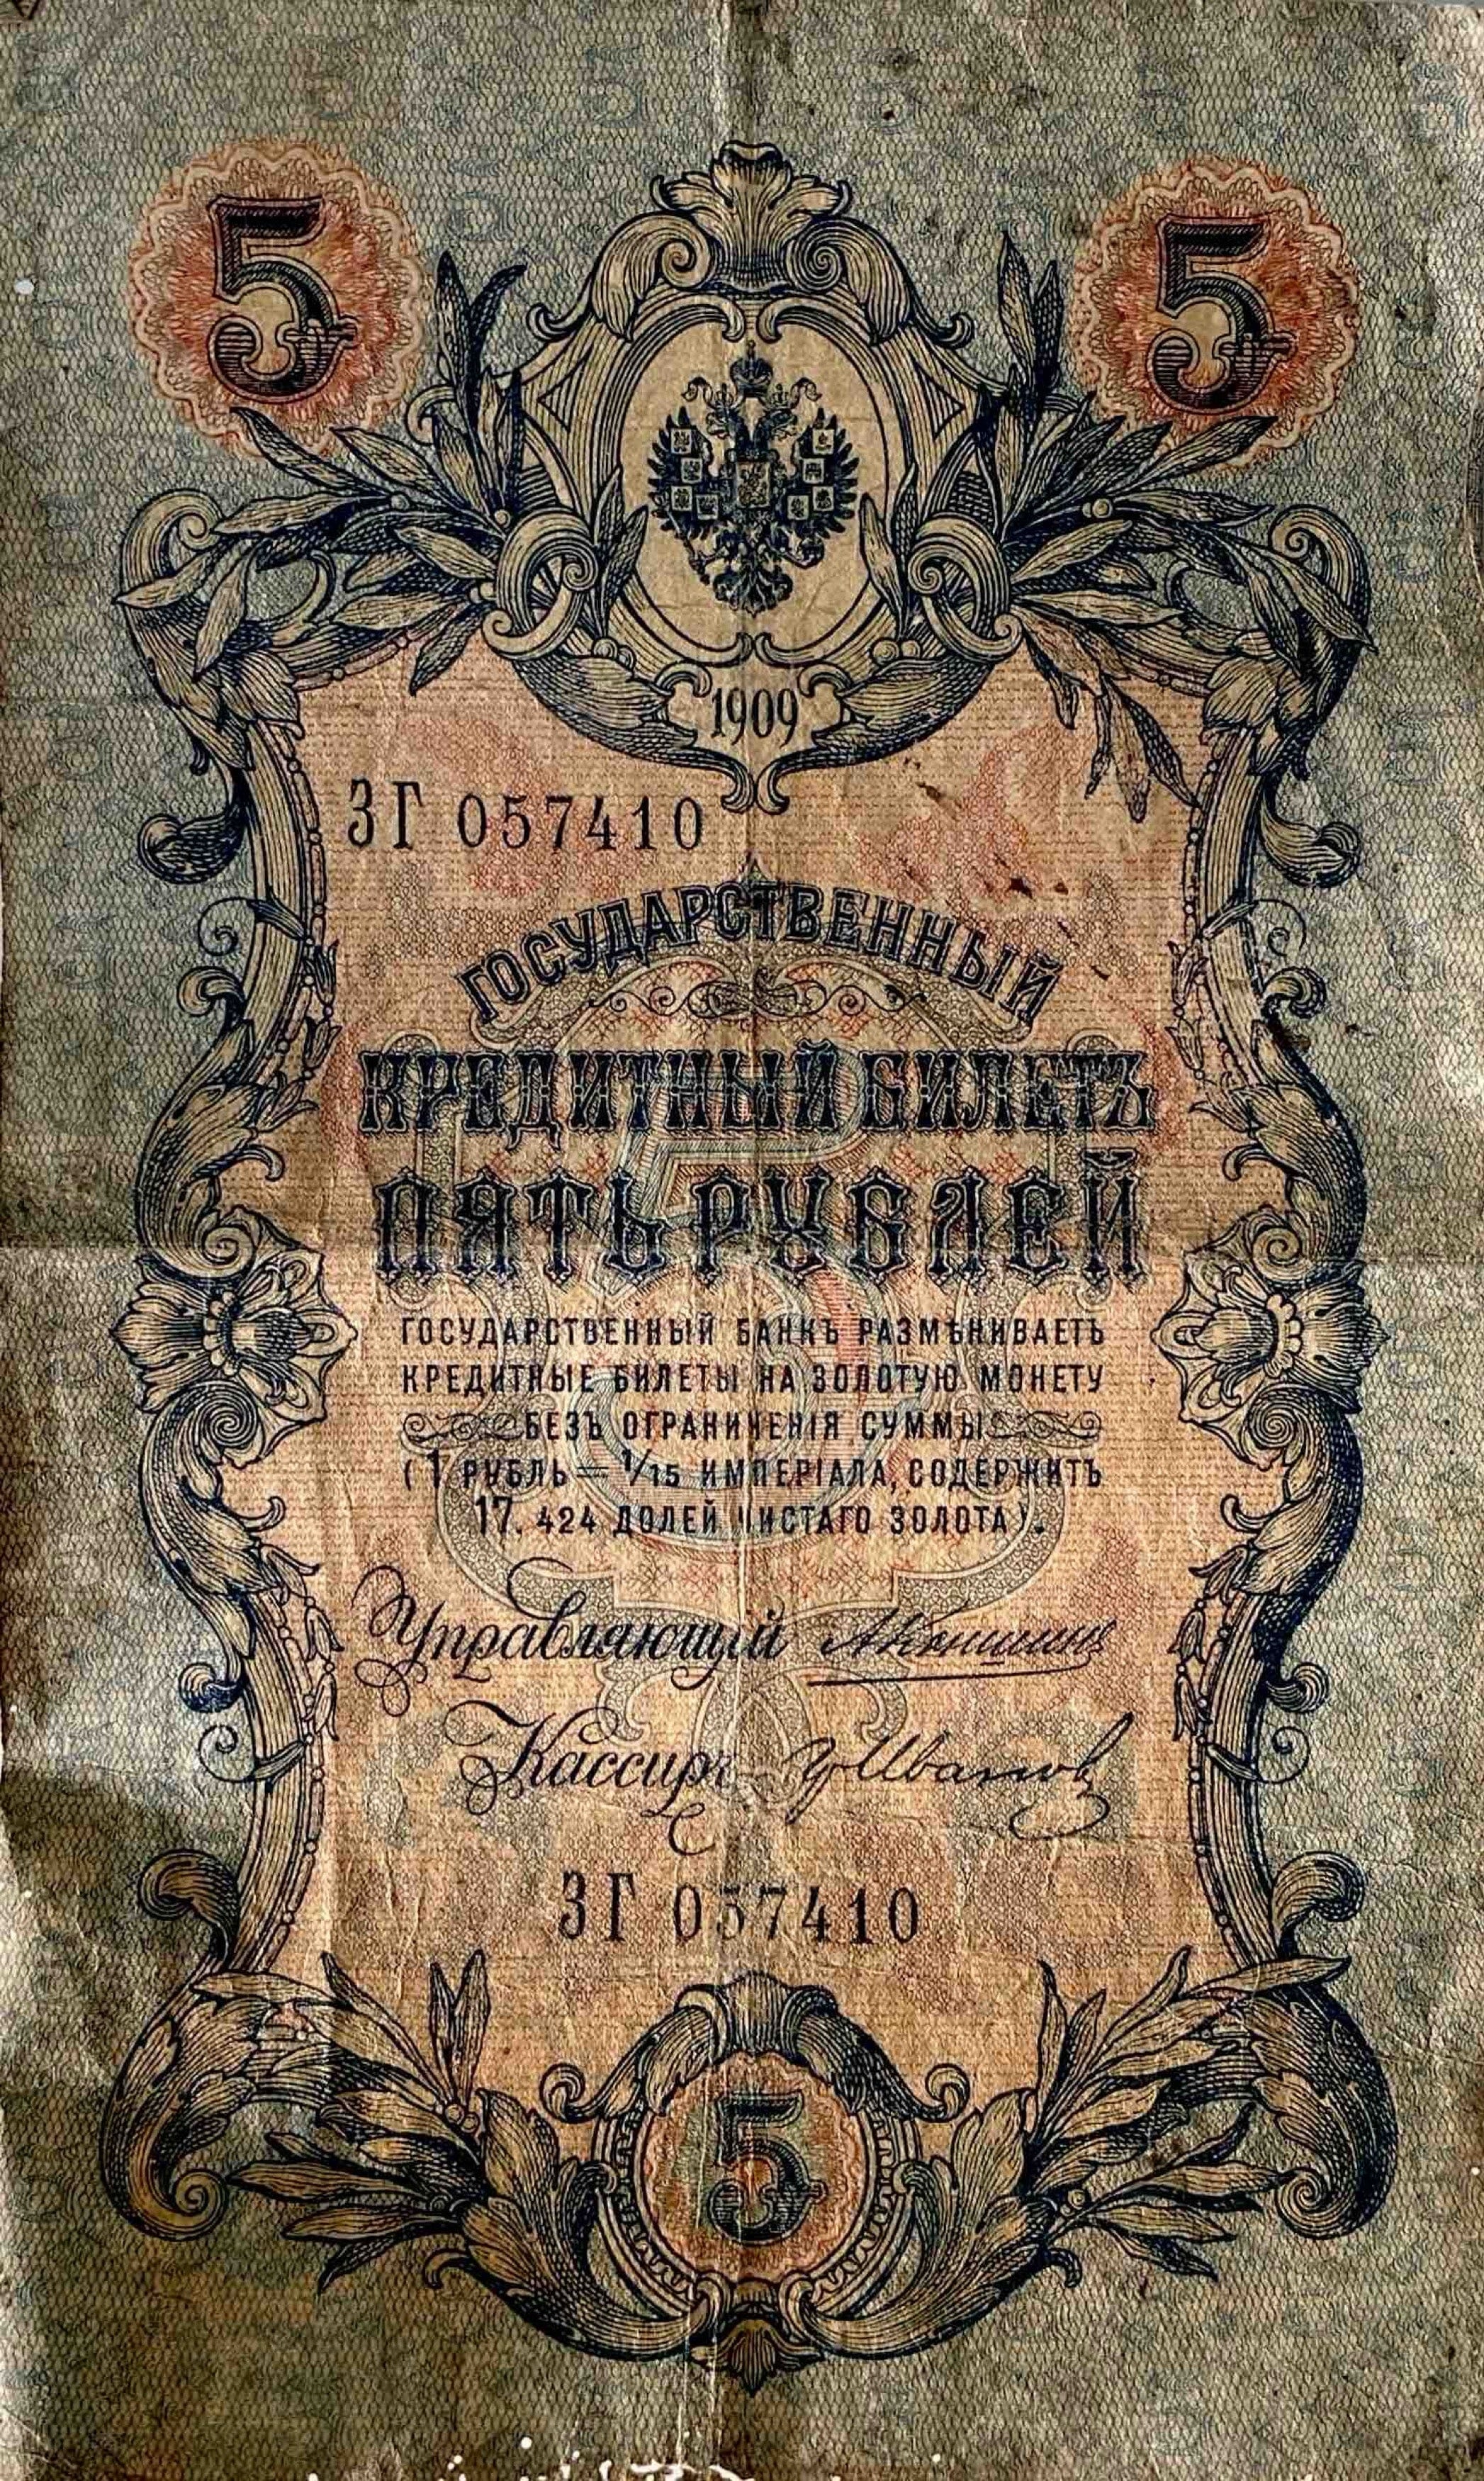 5 5
1909
ЗГ 057410
ГОСУДАРСТВЕННЫЙ
КРЕДИТНЫЙ БИЛЕТЪ
ПЯТЬ РУБЛЕЙ
ГОСУДАРСТВЕННЫЙ БАНКЪ РАЗМѢНИВАЕТЪ
КРЕДИТНЫЕ БИЛЕТЫ НА ЗОЛОТУЮ МОНЕТУ
БЕЗЪ ОГРАНИЧЕНІЯ СУММЫ
(1 РУБЛЬ = 1/15 ИМПЕРІАЛА, СОДЕРЖИТЪ
17.424 ДОЛЕЙ ЧИСТАГО ЗОЛОТА).
Управляющій
Кассиръ
ЗГ 057410
5